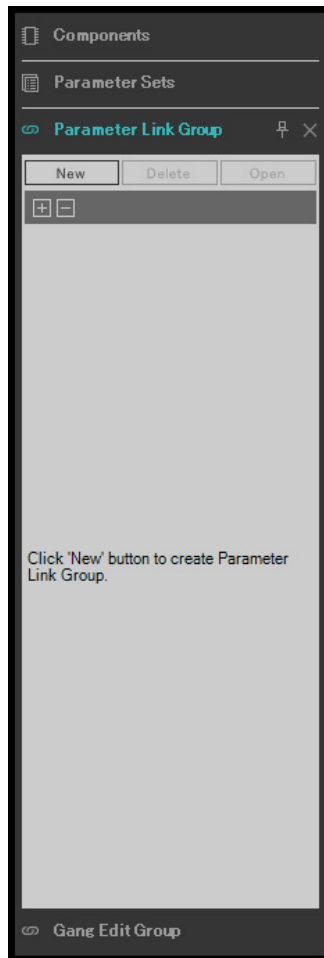 Components
Parameter Sets
Parameter Link Group
New Delete Open
Click 'New' button to create Parameter
Link Group.
Gang Edit Group